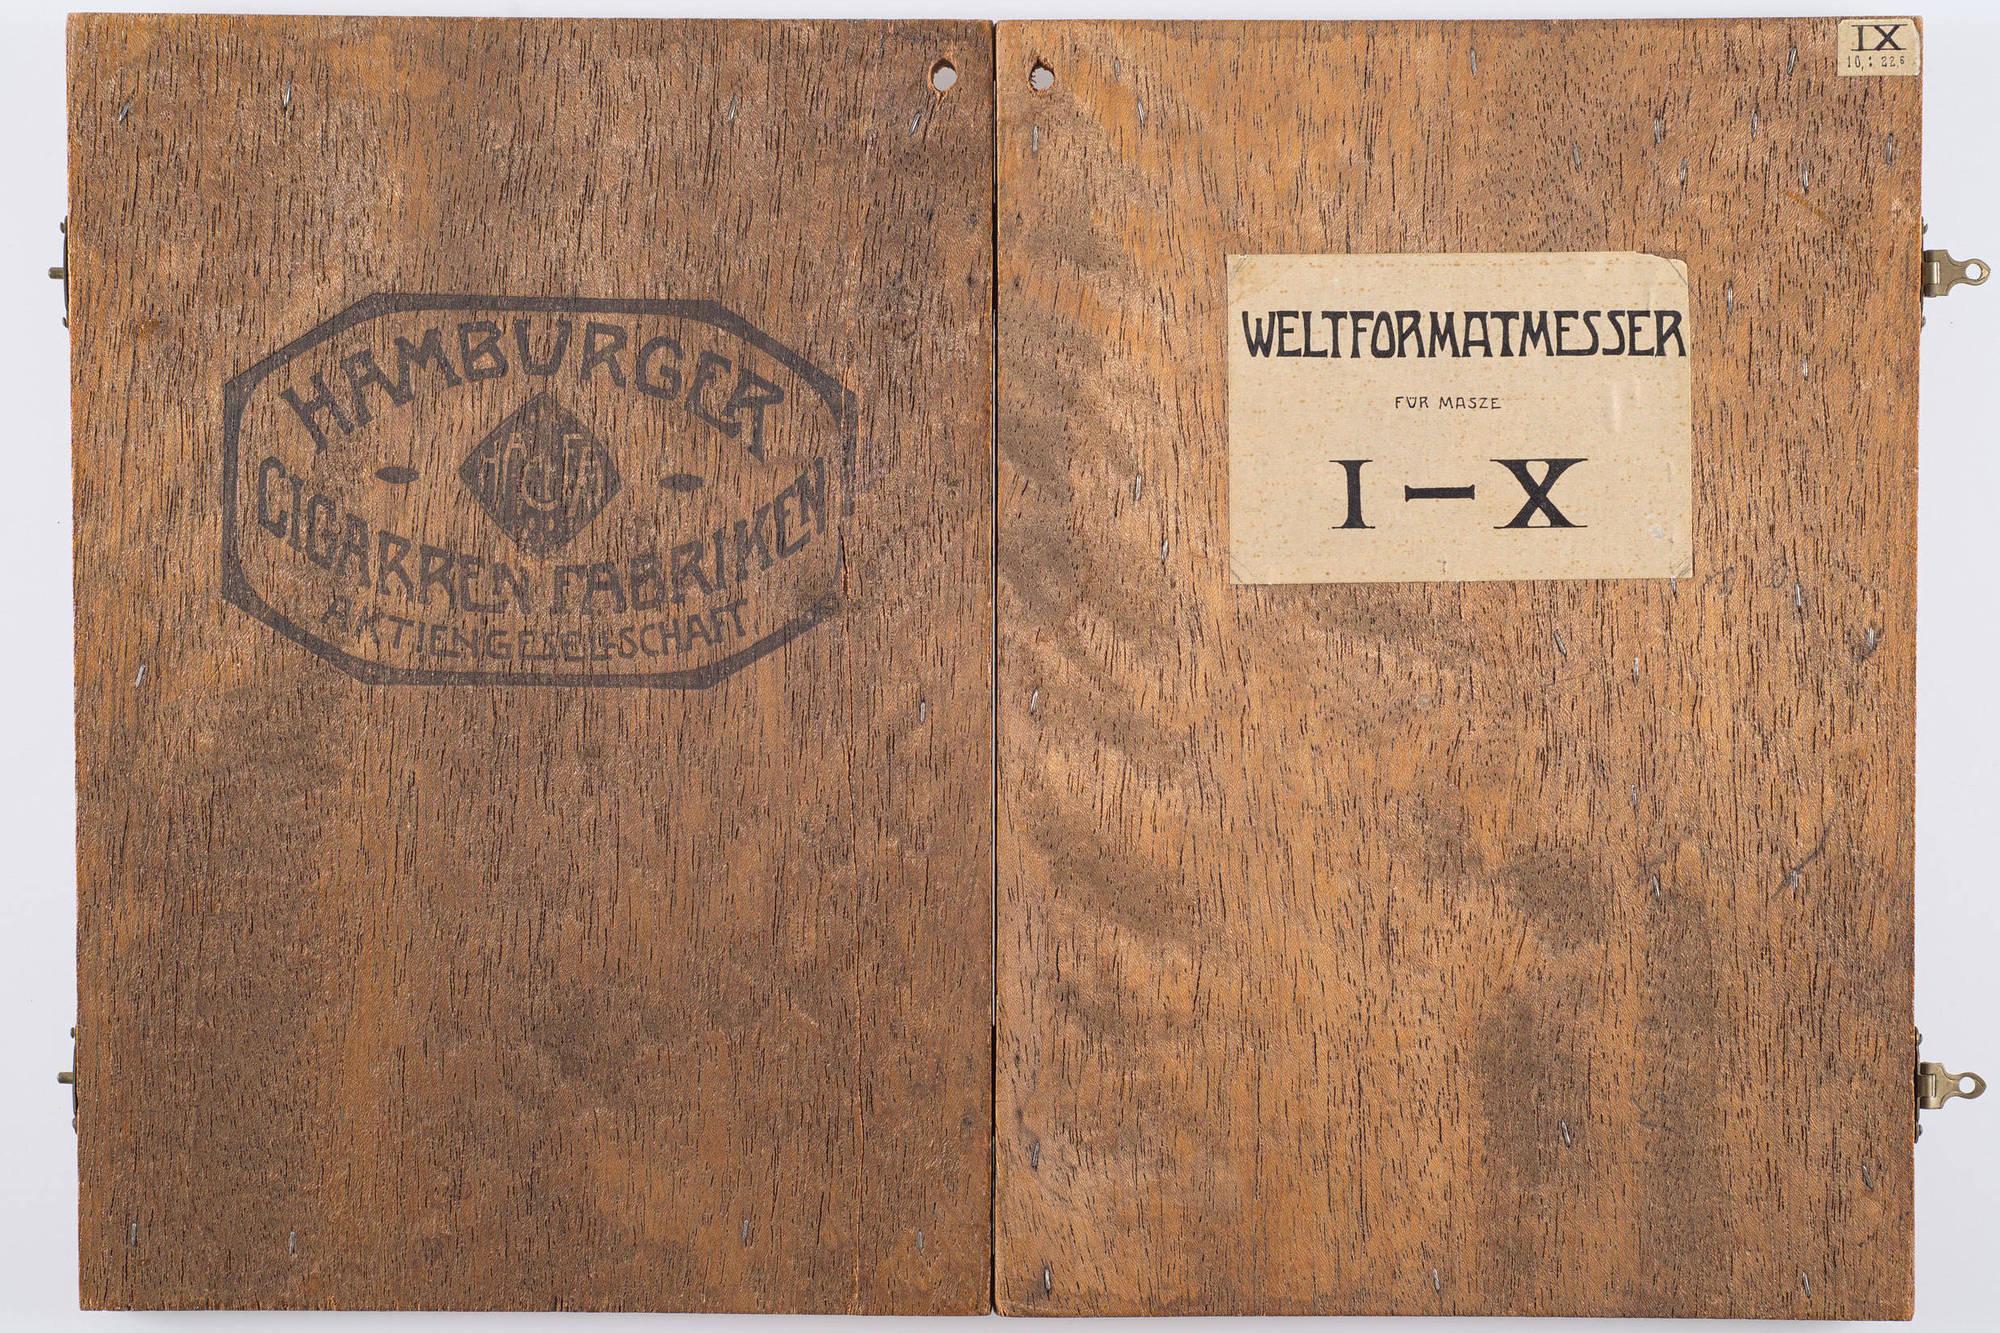 HAMBURGER
CIGARREN FABRIKEN
AKTIENGESELLSCHAFT
IX
WELTFORMATMESSER
FÜR MASZE
I – X